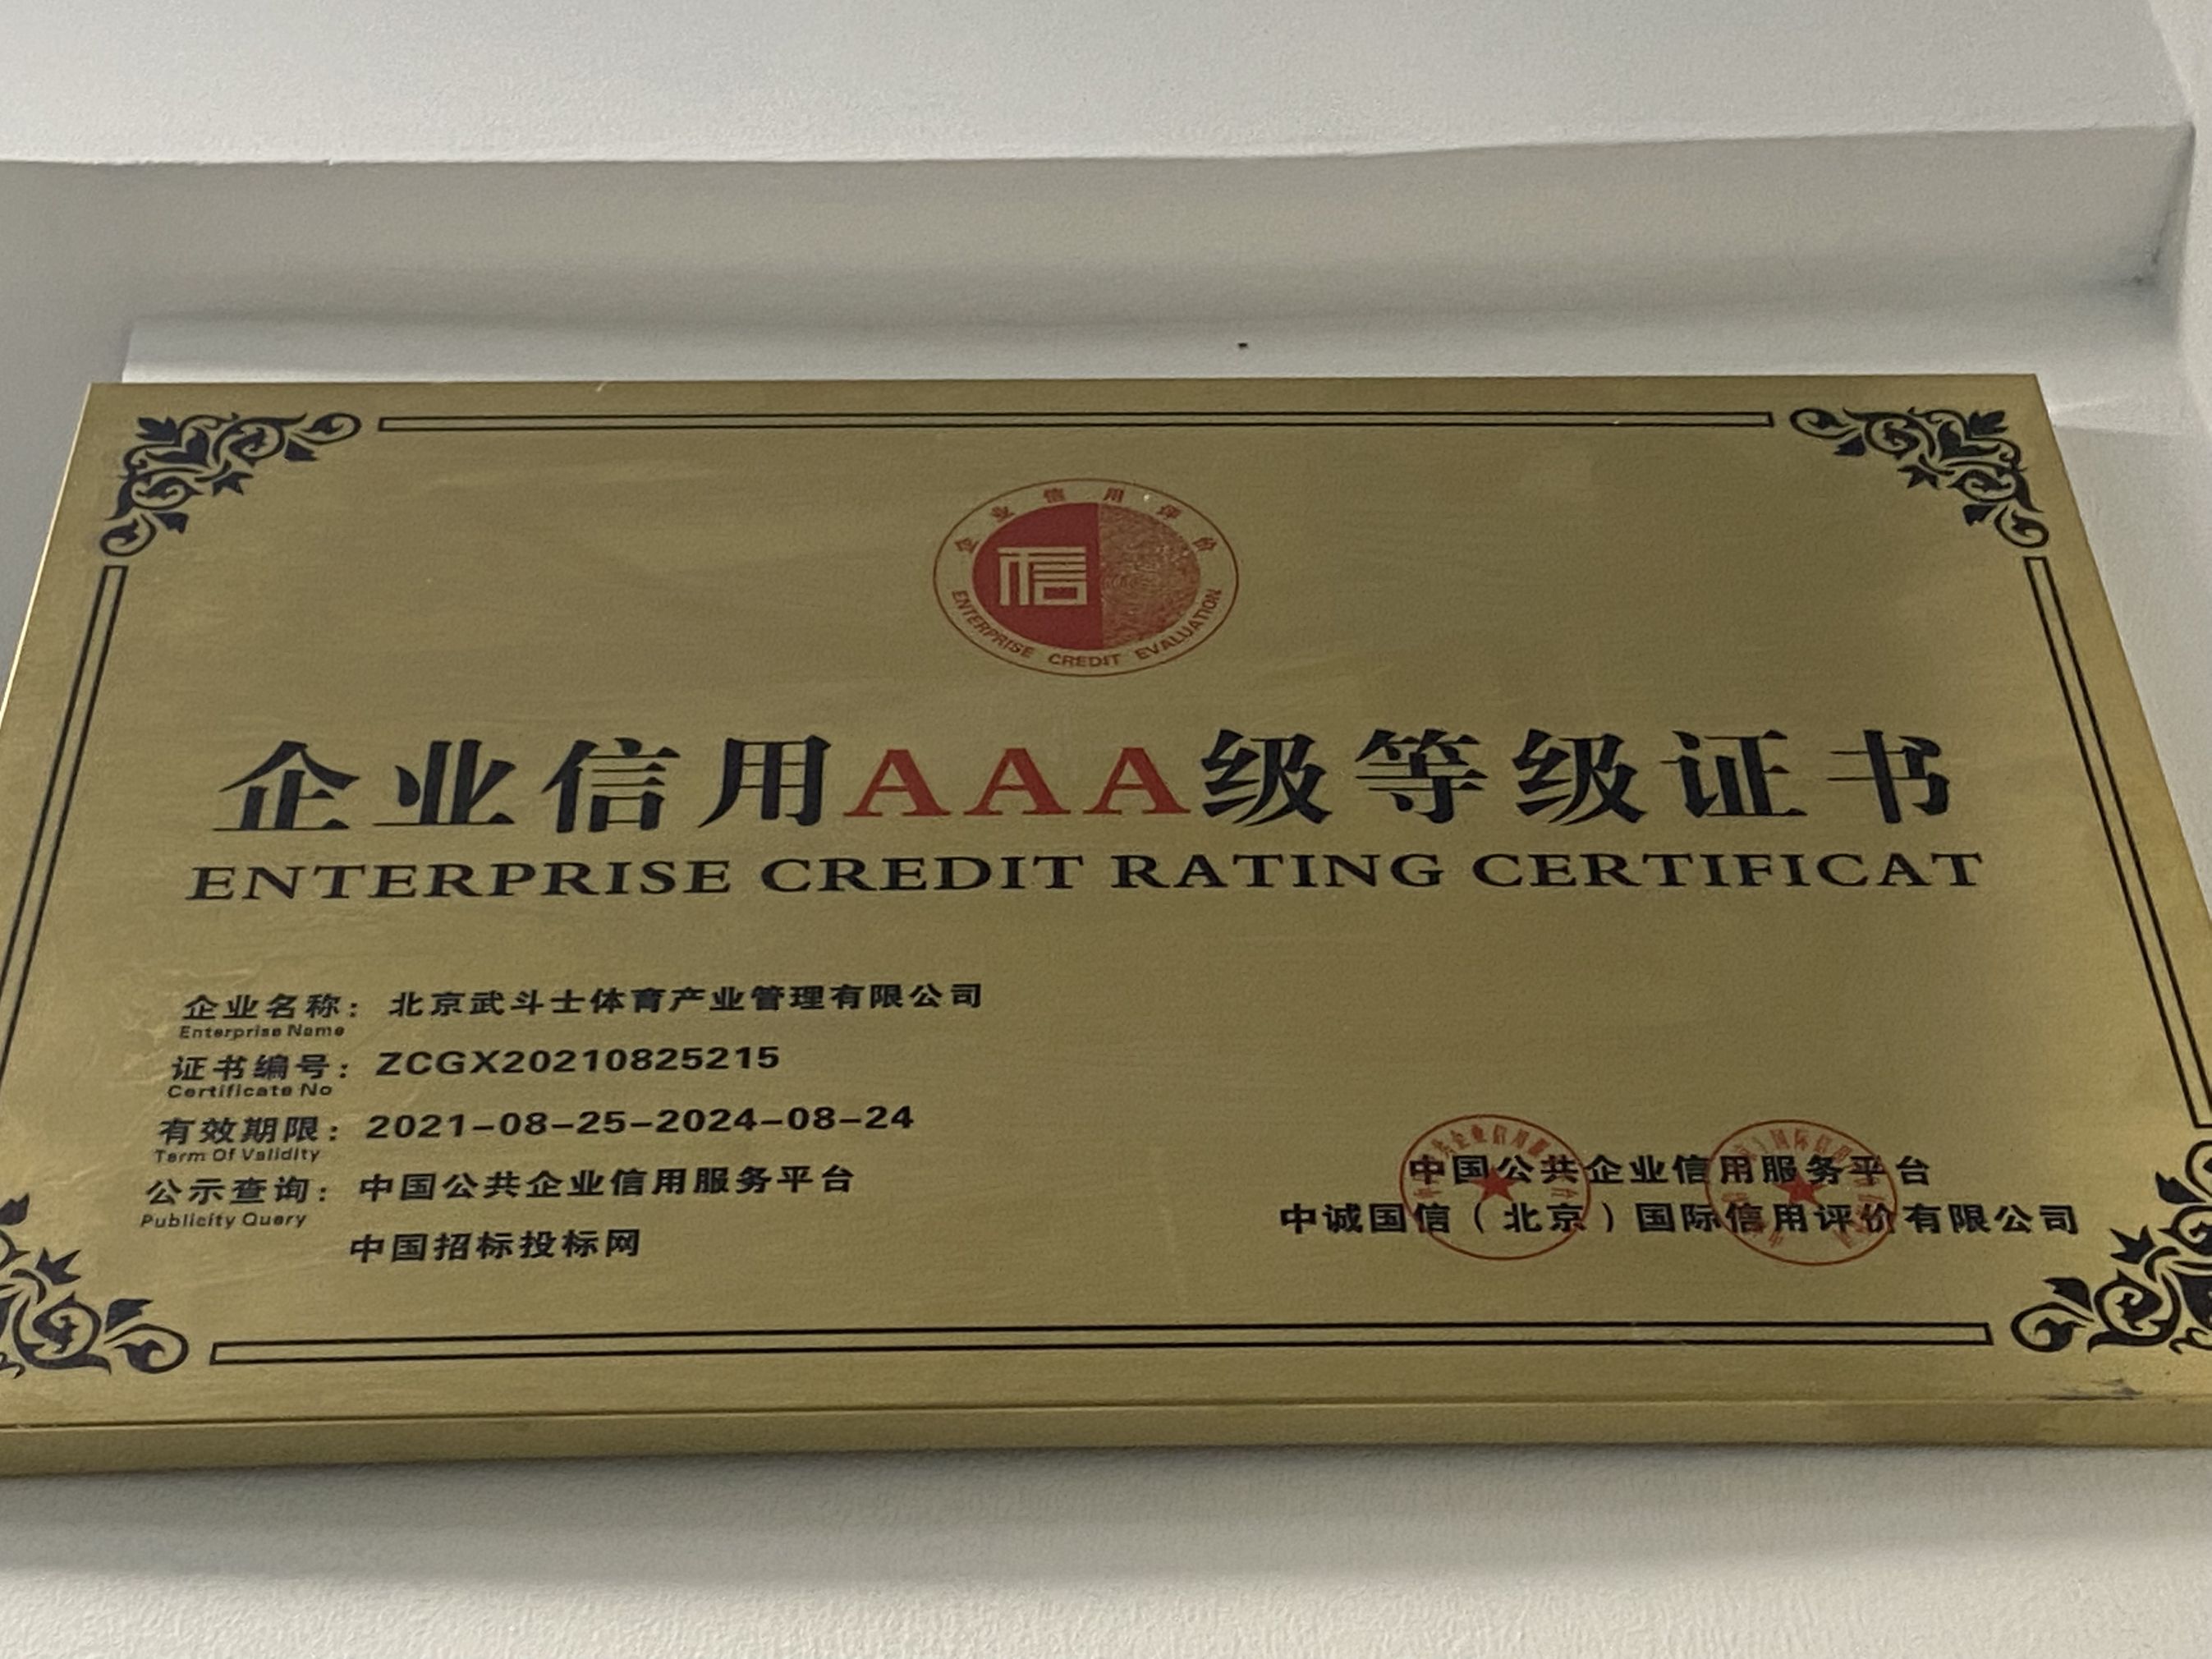 企业信用评价
信
ENTERPRISE CREDIT EVALUATION
企业信用AAA级等级证书
ENTERPRISE CREDIT RATING CERTIFICAT
企业名称：北京武斗士体育产业管理有限公司
Enterprise Name
证书编号：ZCGX20210825215
Certificate No
有效期限：2021-08-25-2024-08-24
Term Of Validity
公示查询：中国公共企业信用服务平台
Publicity Query
中国招标投标网
中国公共企业信用服务平台
中诚国信（北京）国际信用评价有限公司